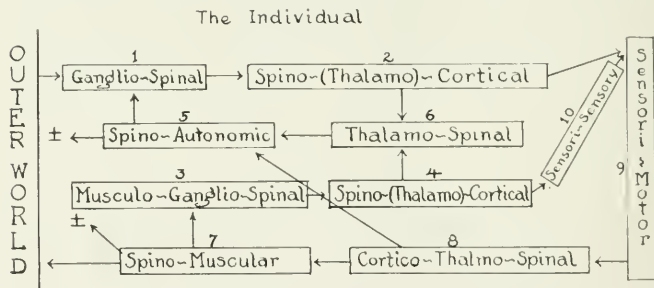 The Individual
OUTER WORLD
1
Ganglio-Spinal
2
Spino-(Thalamo)-Cortical
5
Spino-Autonomic
±
6
Thalamo-Spinal
3
Musculo-Ganglio-Spinal
4
Spino-(Thalamo)-Cortical
±
7
Spino-Muscular
8
Cortico-Thalmo-Spinal
10
Sensori-Sensory
9
Sensori-Motor